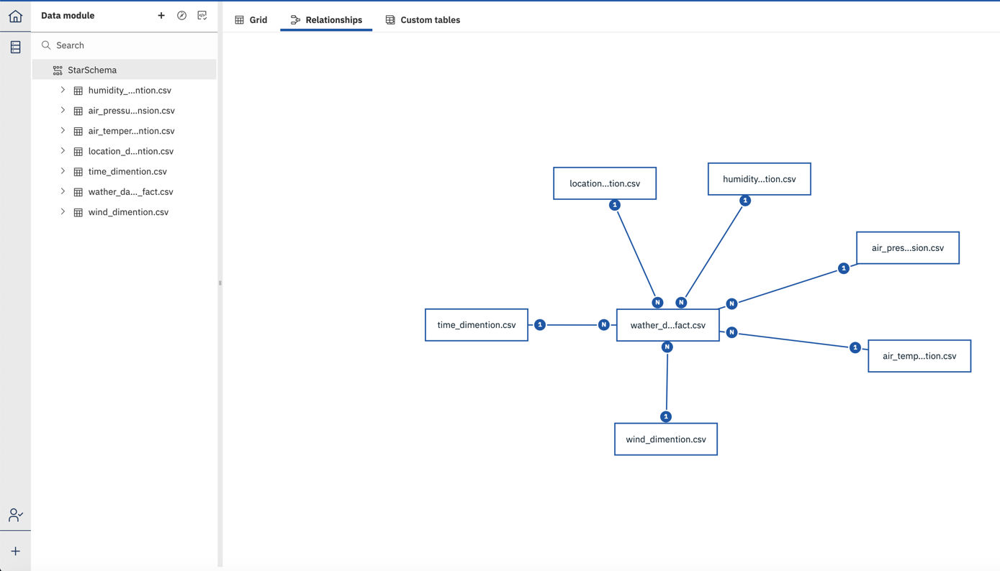 Data module
Grid
Relationships
Custom tables
Search
StarSchema
humidity_...ntion.csv
air_pressu...nsion.csv
air_temper...ntion.csv
location_d...ntion.csv
time_dimention.csv
wather_da..._fact.csv
wind_dimention.csv
location...tion.csv
humidity...tion.csv
1
1
air_pres...sion.csv
1
N
N
N
time_dimention.csv
1
N
wather_d...fact.csv
N
1
air_temp...tion.csv
N
1
wind_dimention.csv